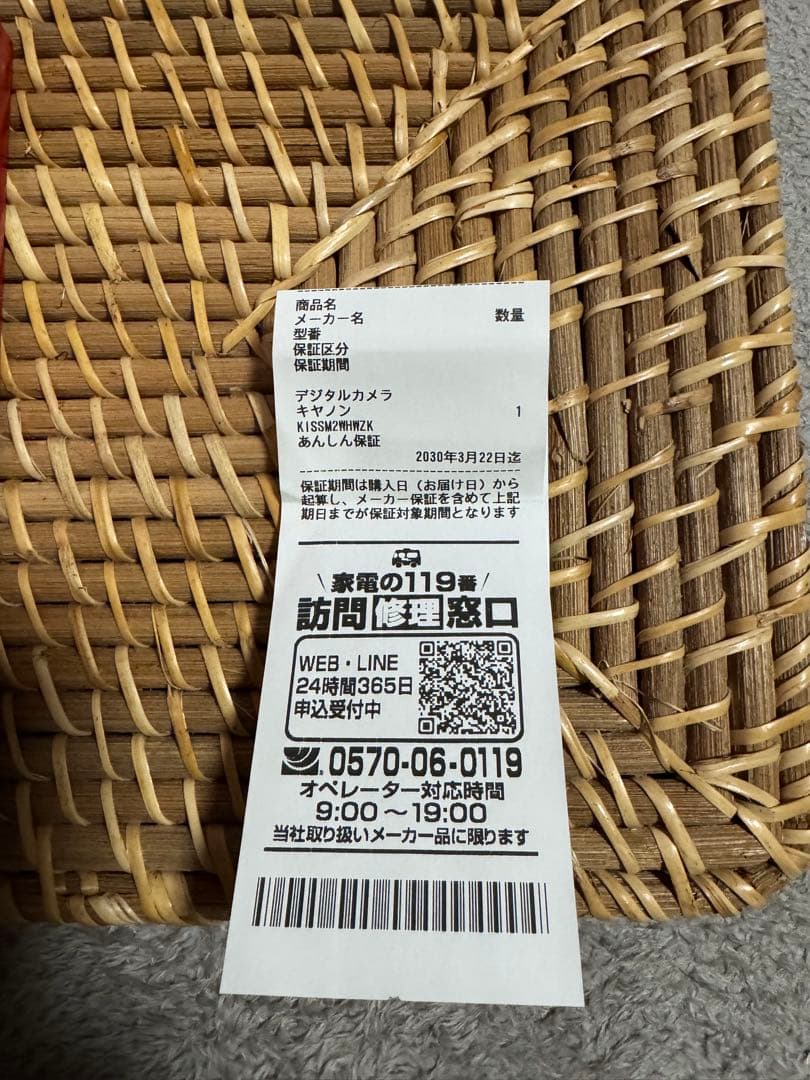 商品名
メーカー名 数量
型番
保証区分
保証期間
デジタルカメラ
キヤノン 1
KISSM2WHWZK
あんしん保証
2030年3月22日迄
保証期間は購入日(お届け日)から
起算し、メーカー保証を含めて上記
期日までが保証対象期間となります
\家電の119番/
訪問修理窓口
WEB・LINE
24時間365日
申込受付中
0570-06-0119
オペレーター対応時間
9:00～19:00
当社取り扱いメーカー品に限ります